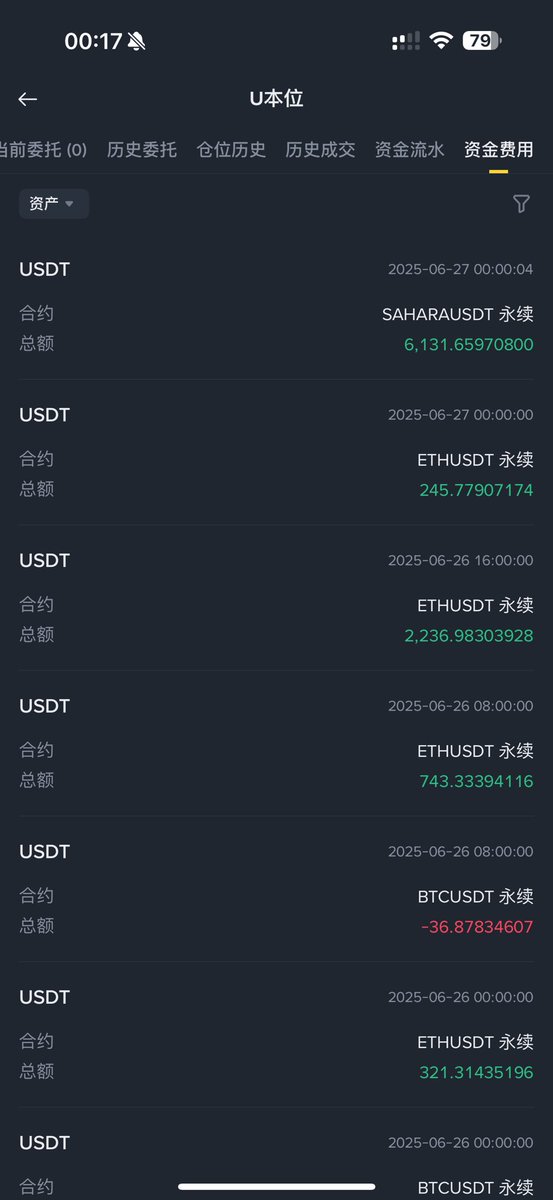 00:17
79
U本位
当前委托 (0) 历史委托 仓位历史 历史成交 资金流水 资金费用
资产
USDT 2025-06-27 00:00:04
合约 SAHARAUSDT 永续
总额 6,131.65970800
USDT 2025-06-27 00:00:00
合约 ETHUSDT 永续
总额 245.77907174
USDT 2025-06-26 16:00:00
合约 ETHUSDT 永续
总额 2,236.98303928
USDT 2025-06-26 08:00:00
合约 ETHUSDT 永续
总额 743.33394116
USDT 2025-06-26 08:00:00
合约 BTCUSDT 永续
总额 -36.87834607
USDT 2025-06-26 00:00:00
合约 ETHUSDT 永续
总额 321.31435196
USDT 2025-06-26 00:00:00
合约 BTCUSDT 永续